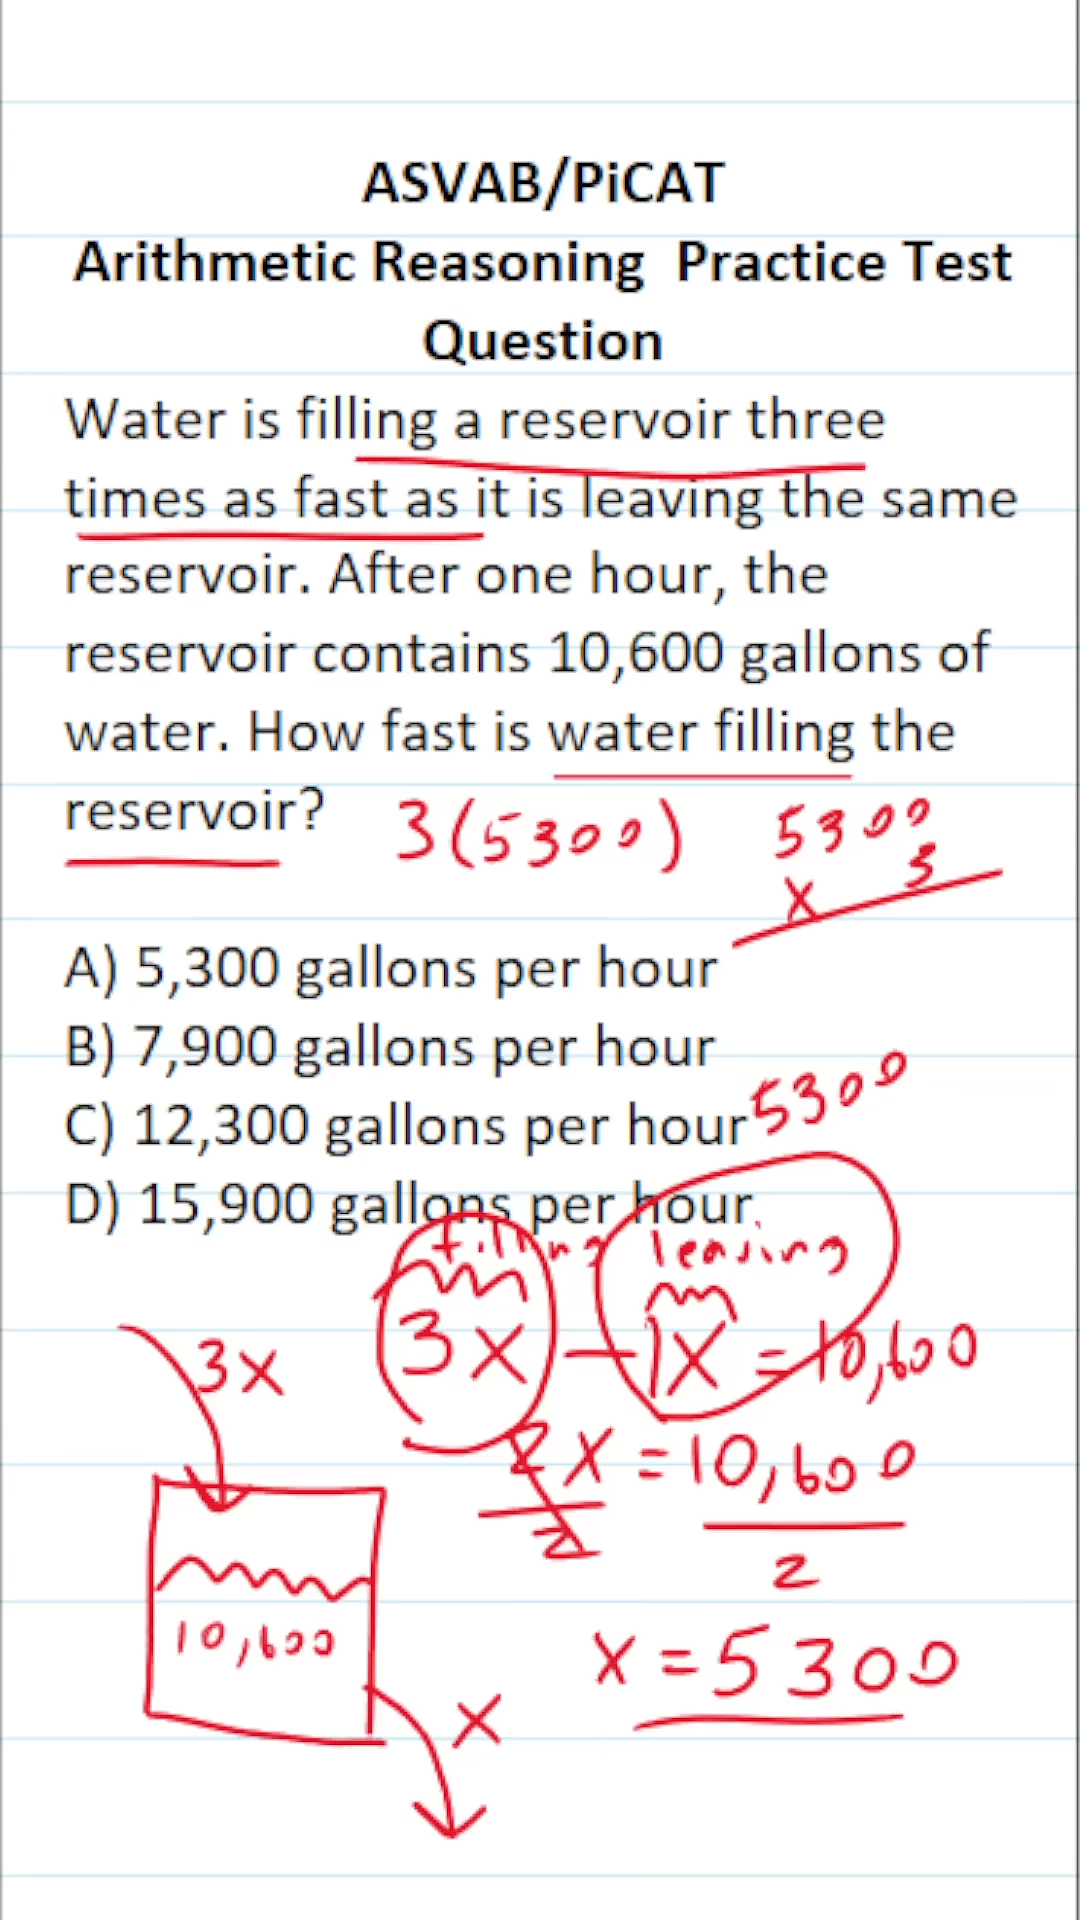 ASVAB/PiCAT
Arithmetic Reasoning Practice Test
Question
Water is filling a reservoir three
times as fast as it is leaving the same
reservoir. After one hour, the
reservoir contains 10,600 gallons of
water. How fast is water filling the
reservoir?
3(5300)
5300
x 3
A) 5,300 gallons per hour
B) 7,900 gallons per hour
C) 12,300 gallons per hour
5300
D) 15,900 gallons per hour
filling leaving
3x
3x - 1x = 10,600
2x = 10,600
2 2
10,600
x = 5300
x